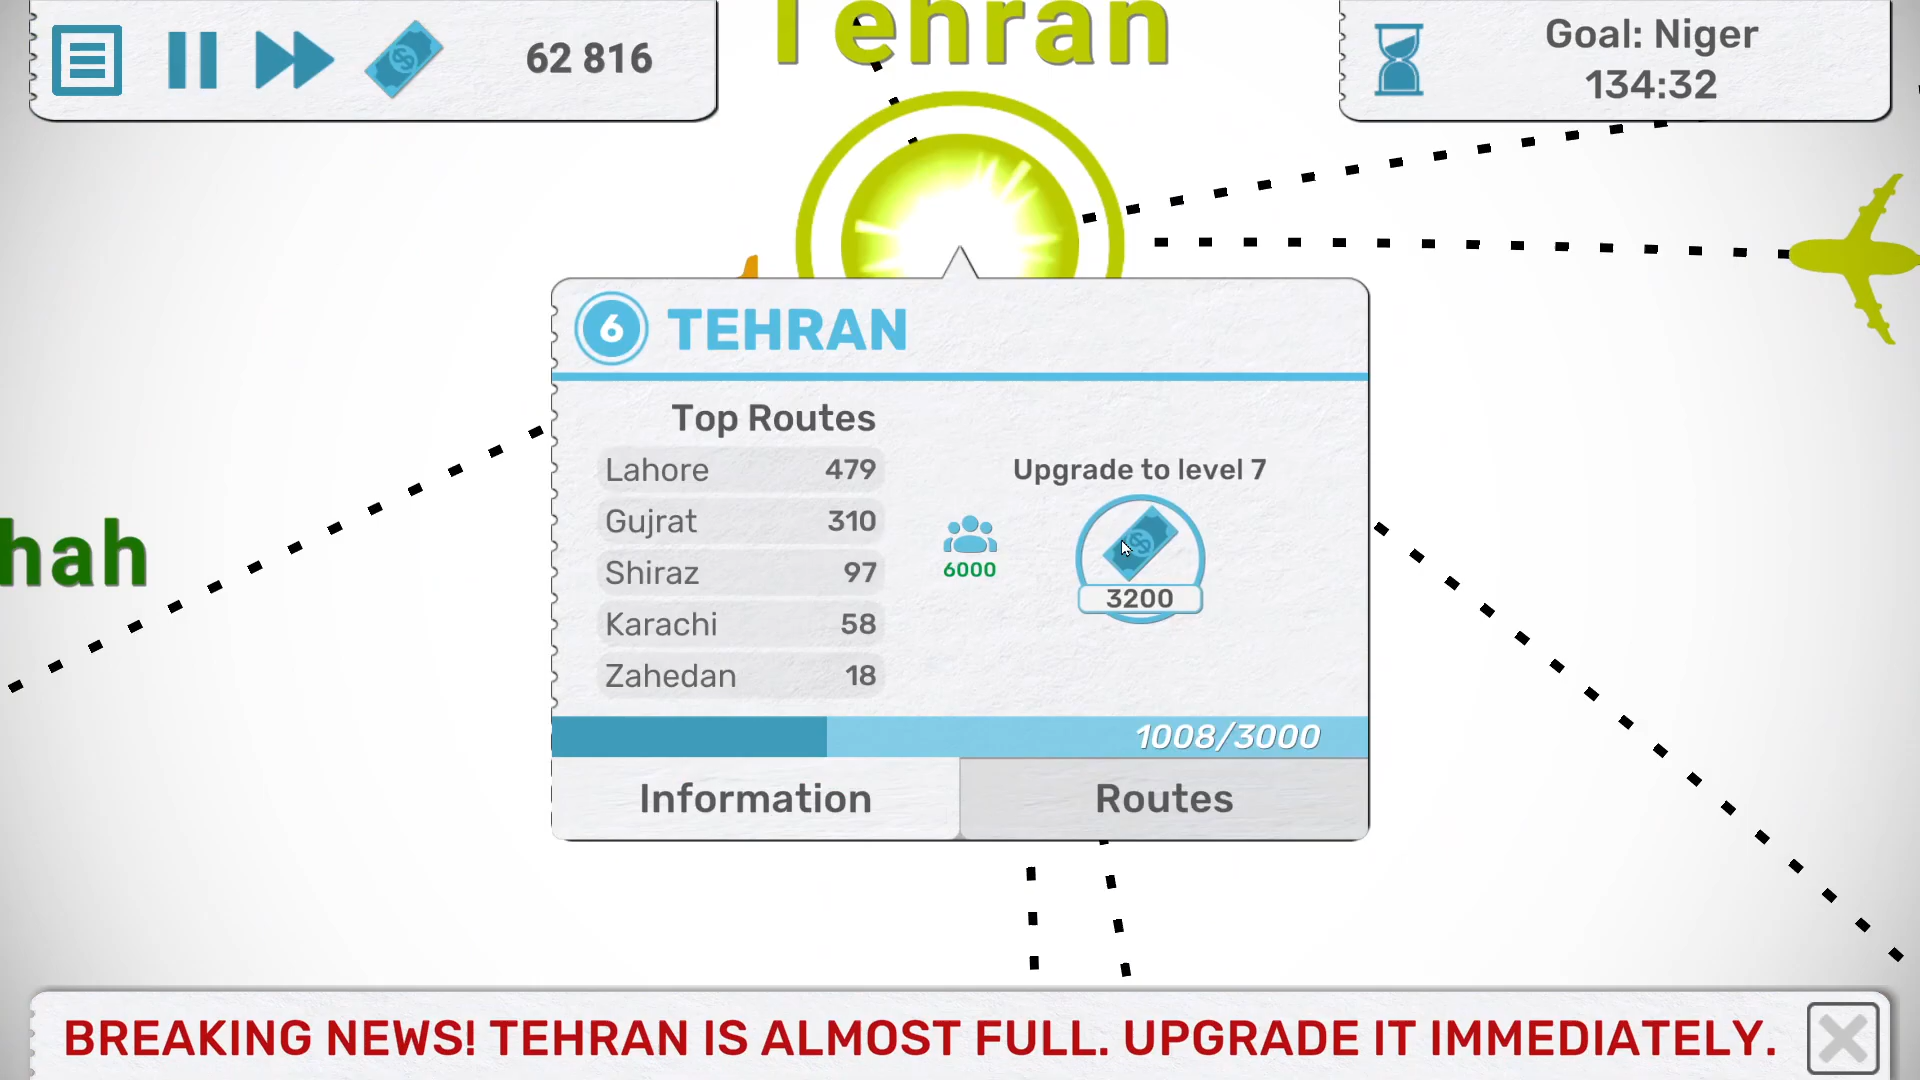 62 816
Tehran
Goal: Niger
134:32
6
TEHRAN
Top Routes
Lahore 479
Gujrat 310
Shiraz 97
Karachi 58
Zahedan 18
6000
Upgrade to level 7
3200
1008/3000
Information
Routes
hah
BREAKING NEWS! TEHRAN IS ALMOST FULL. UPGRADE IT IMMEDIATELY.